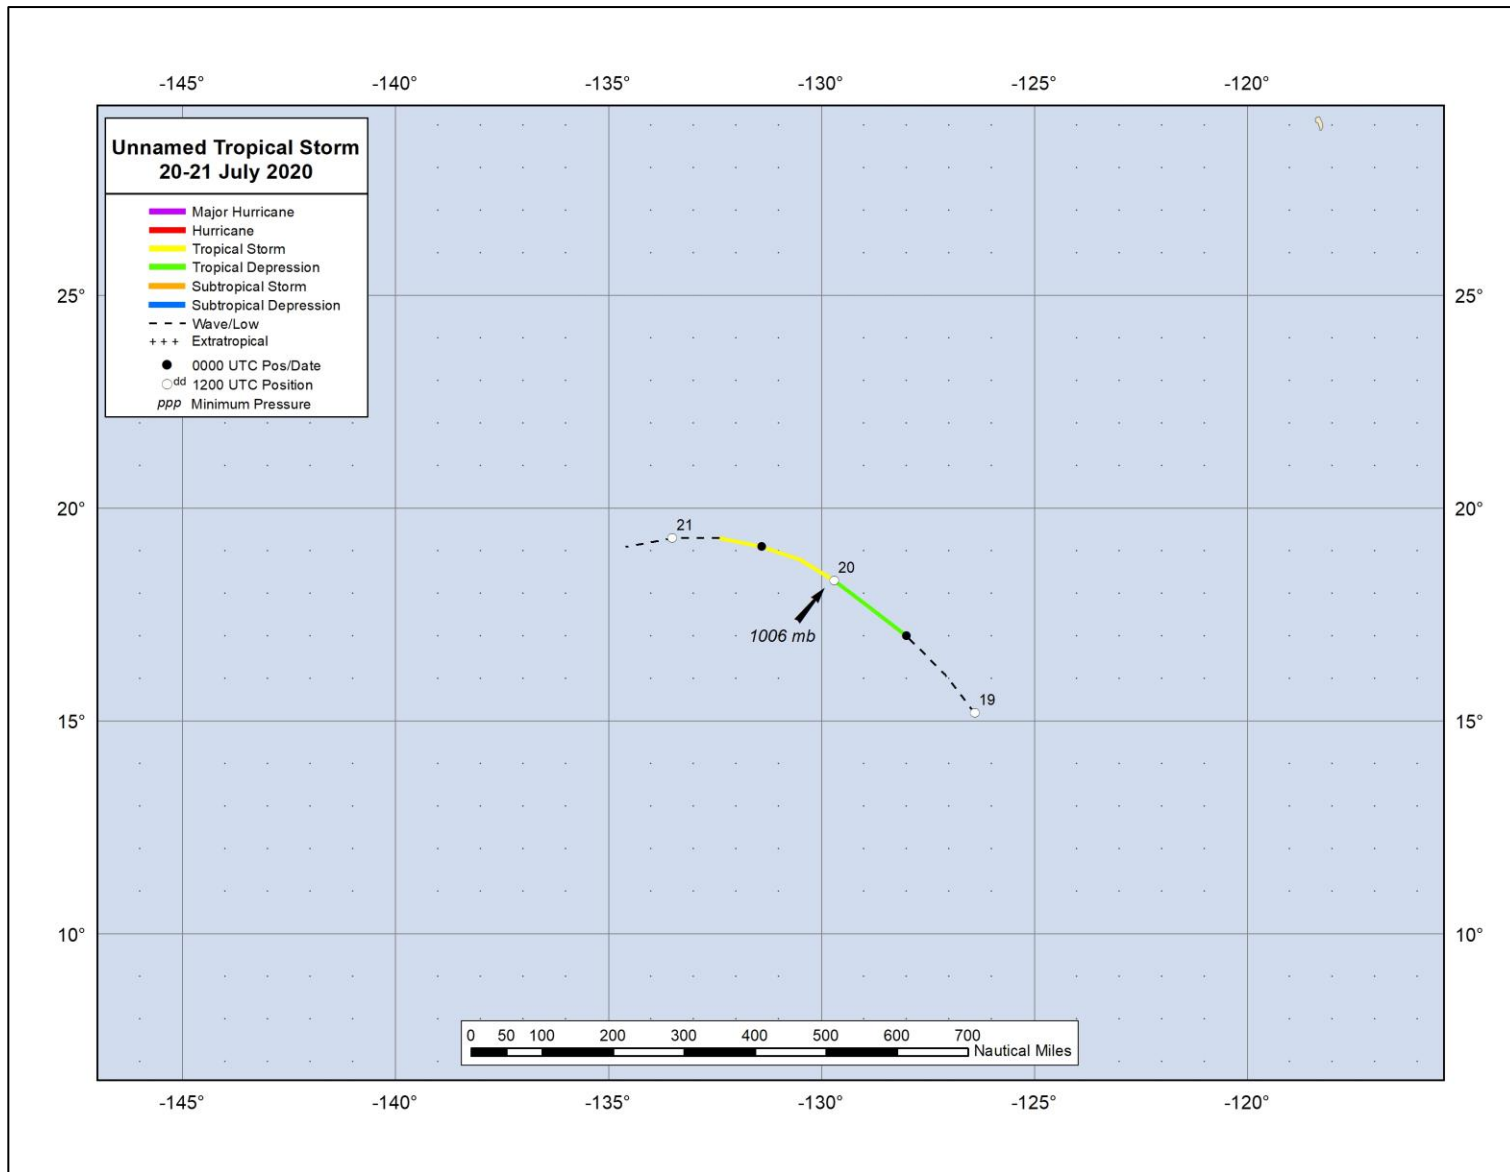 -145° -140° -135° -130° -125° -120°
Unnamed Tropical Storm
20-21 July 2020
Major Hurricane
Hurricane
Tropical Storm
Tropical Depression
Subtropical Storm
Subtropical Depression
Wave/Low
+++ Extratropical
0000 UTC Pos/Date
dd 1200 UTC Position
ppp Minimum Pressure
25° 25°
20° 20°
21
20
1006 mb
19
15° 15°
10° 10°
0 50 100 200 300 400 500 600 700
Nautical Miles
-145° -140° -135° -130° -125° -120°